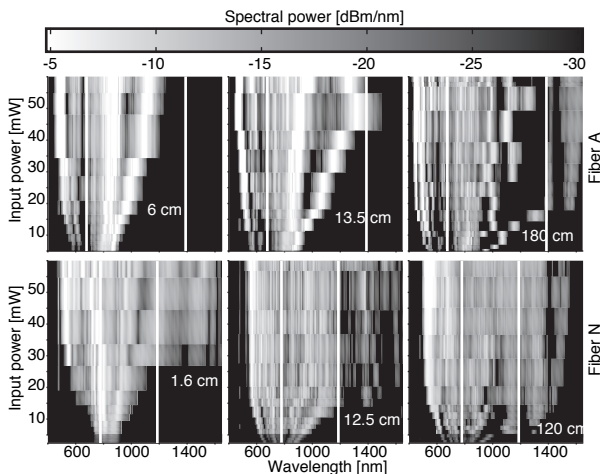 Spectral power [dBm/nm]
-5 -10 -15 -20 -25 -30
Input power [mW]
50
40
30
20
10
6 cm
13.5 cm
180 cm
Fiber A
Input power [mW]
50
40
30
20
10
1.6 cm
12.5 cm
120 cm
Fiber N
600 1000 1400 600 1000 1400 600 1000 1400
Wavelength [nm]